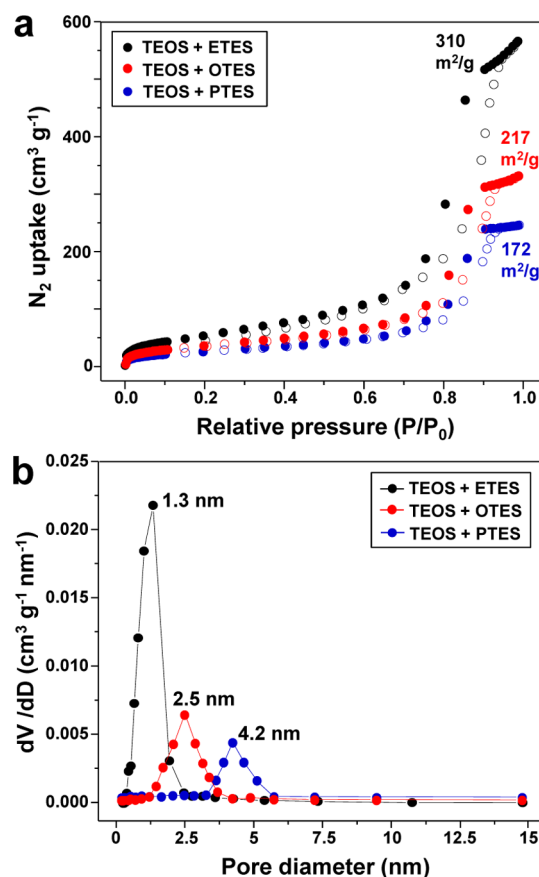 a
600
400
200
0
N₂ uptake (cm³ g⁻¹)
TEOS + ETES
TEOS + OTES
TEOS + PTES
310
m²/g
217
m²/g
172
m²/g
0.0 0.2 0.4 0.6 0.8 1.0
Relative pressure (P/P₀)
b
0.025
0.020
0.015
0.010
0.005
0.000
dV /dD (cm³ g⁻¹ nm⁻¹)
TEOS + ETES
TEOS + OTES
TEOS + PTES
1.3 nm
2.5 nm
4.2 nm
0 2.5 5 7.5 10 12.5 15
Pore diameter (nm)